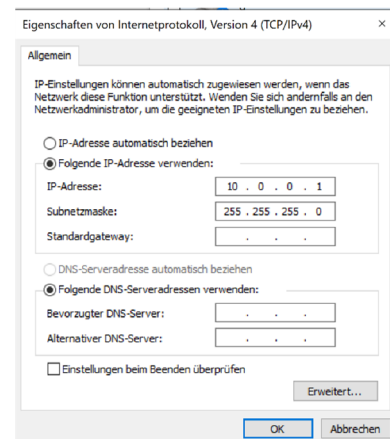 Eigenschaften von Internetprotokoll, Version 4 (TCP/IPv4)
Allgemein
IP-Einstellungen können automatisch zugewiesen werden, wenn das
Netzwerk diese Funktion unterstützt. Wenden Sie sich andernfalls an den
Netzwerkadministrator, um die geeigneten IP-Einstellungen zu beziehen.
IP-Adresse automatisch beziehen
Folgende IP-Adresse verwenden:
IP-Adresse: 10 . 0 . 0 . 1
Subnetzmaske: 255 . 255 . 255 . 0
Standardgateway: . . .
DNS-Serveradresse automatisch beziehen
Folgende DNS-Serveradressen verwenden:
Bevorzugter DNS-Server: . . .
Alternativer DNS-Server: . . .
Einstellungen beim Beenden überprüfen
Erweitert...
OK Abbrechen